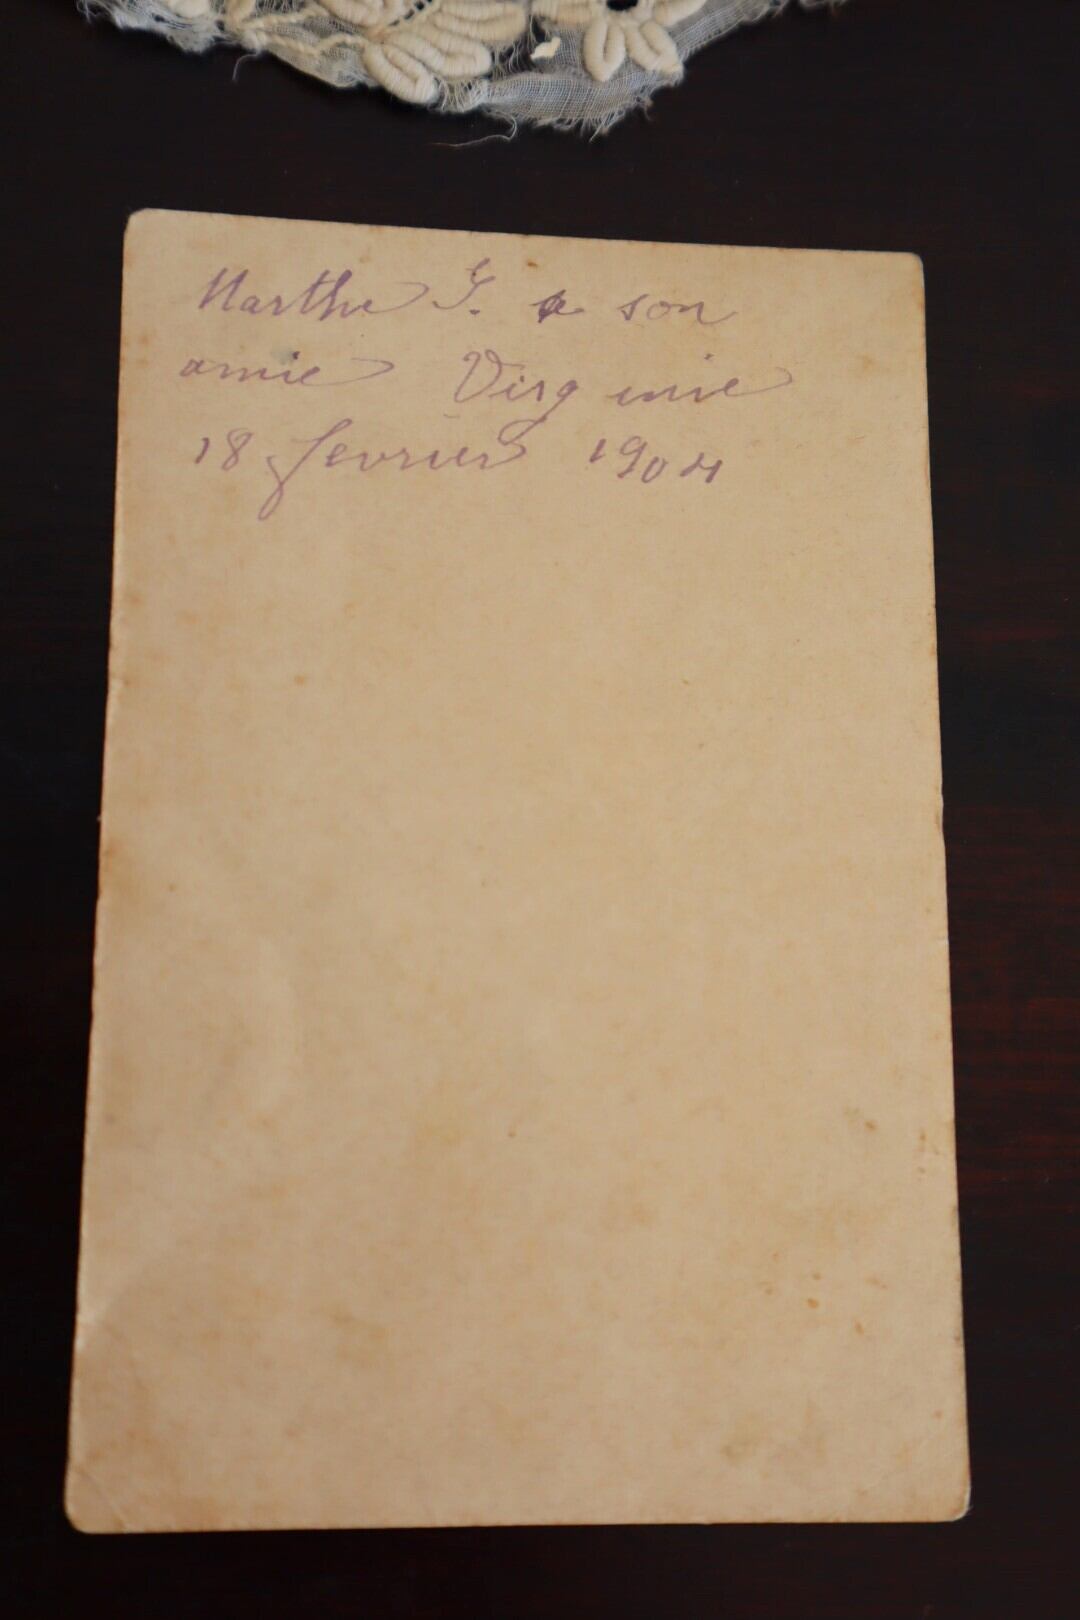 Marthe G. a son
amie Virginie
18 fevrier 1904